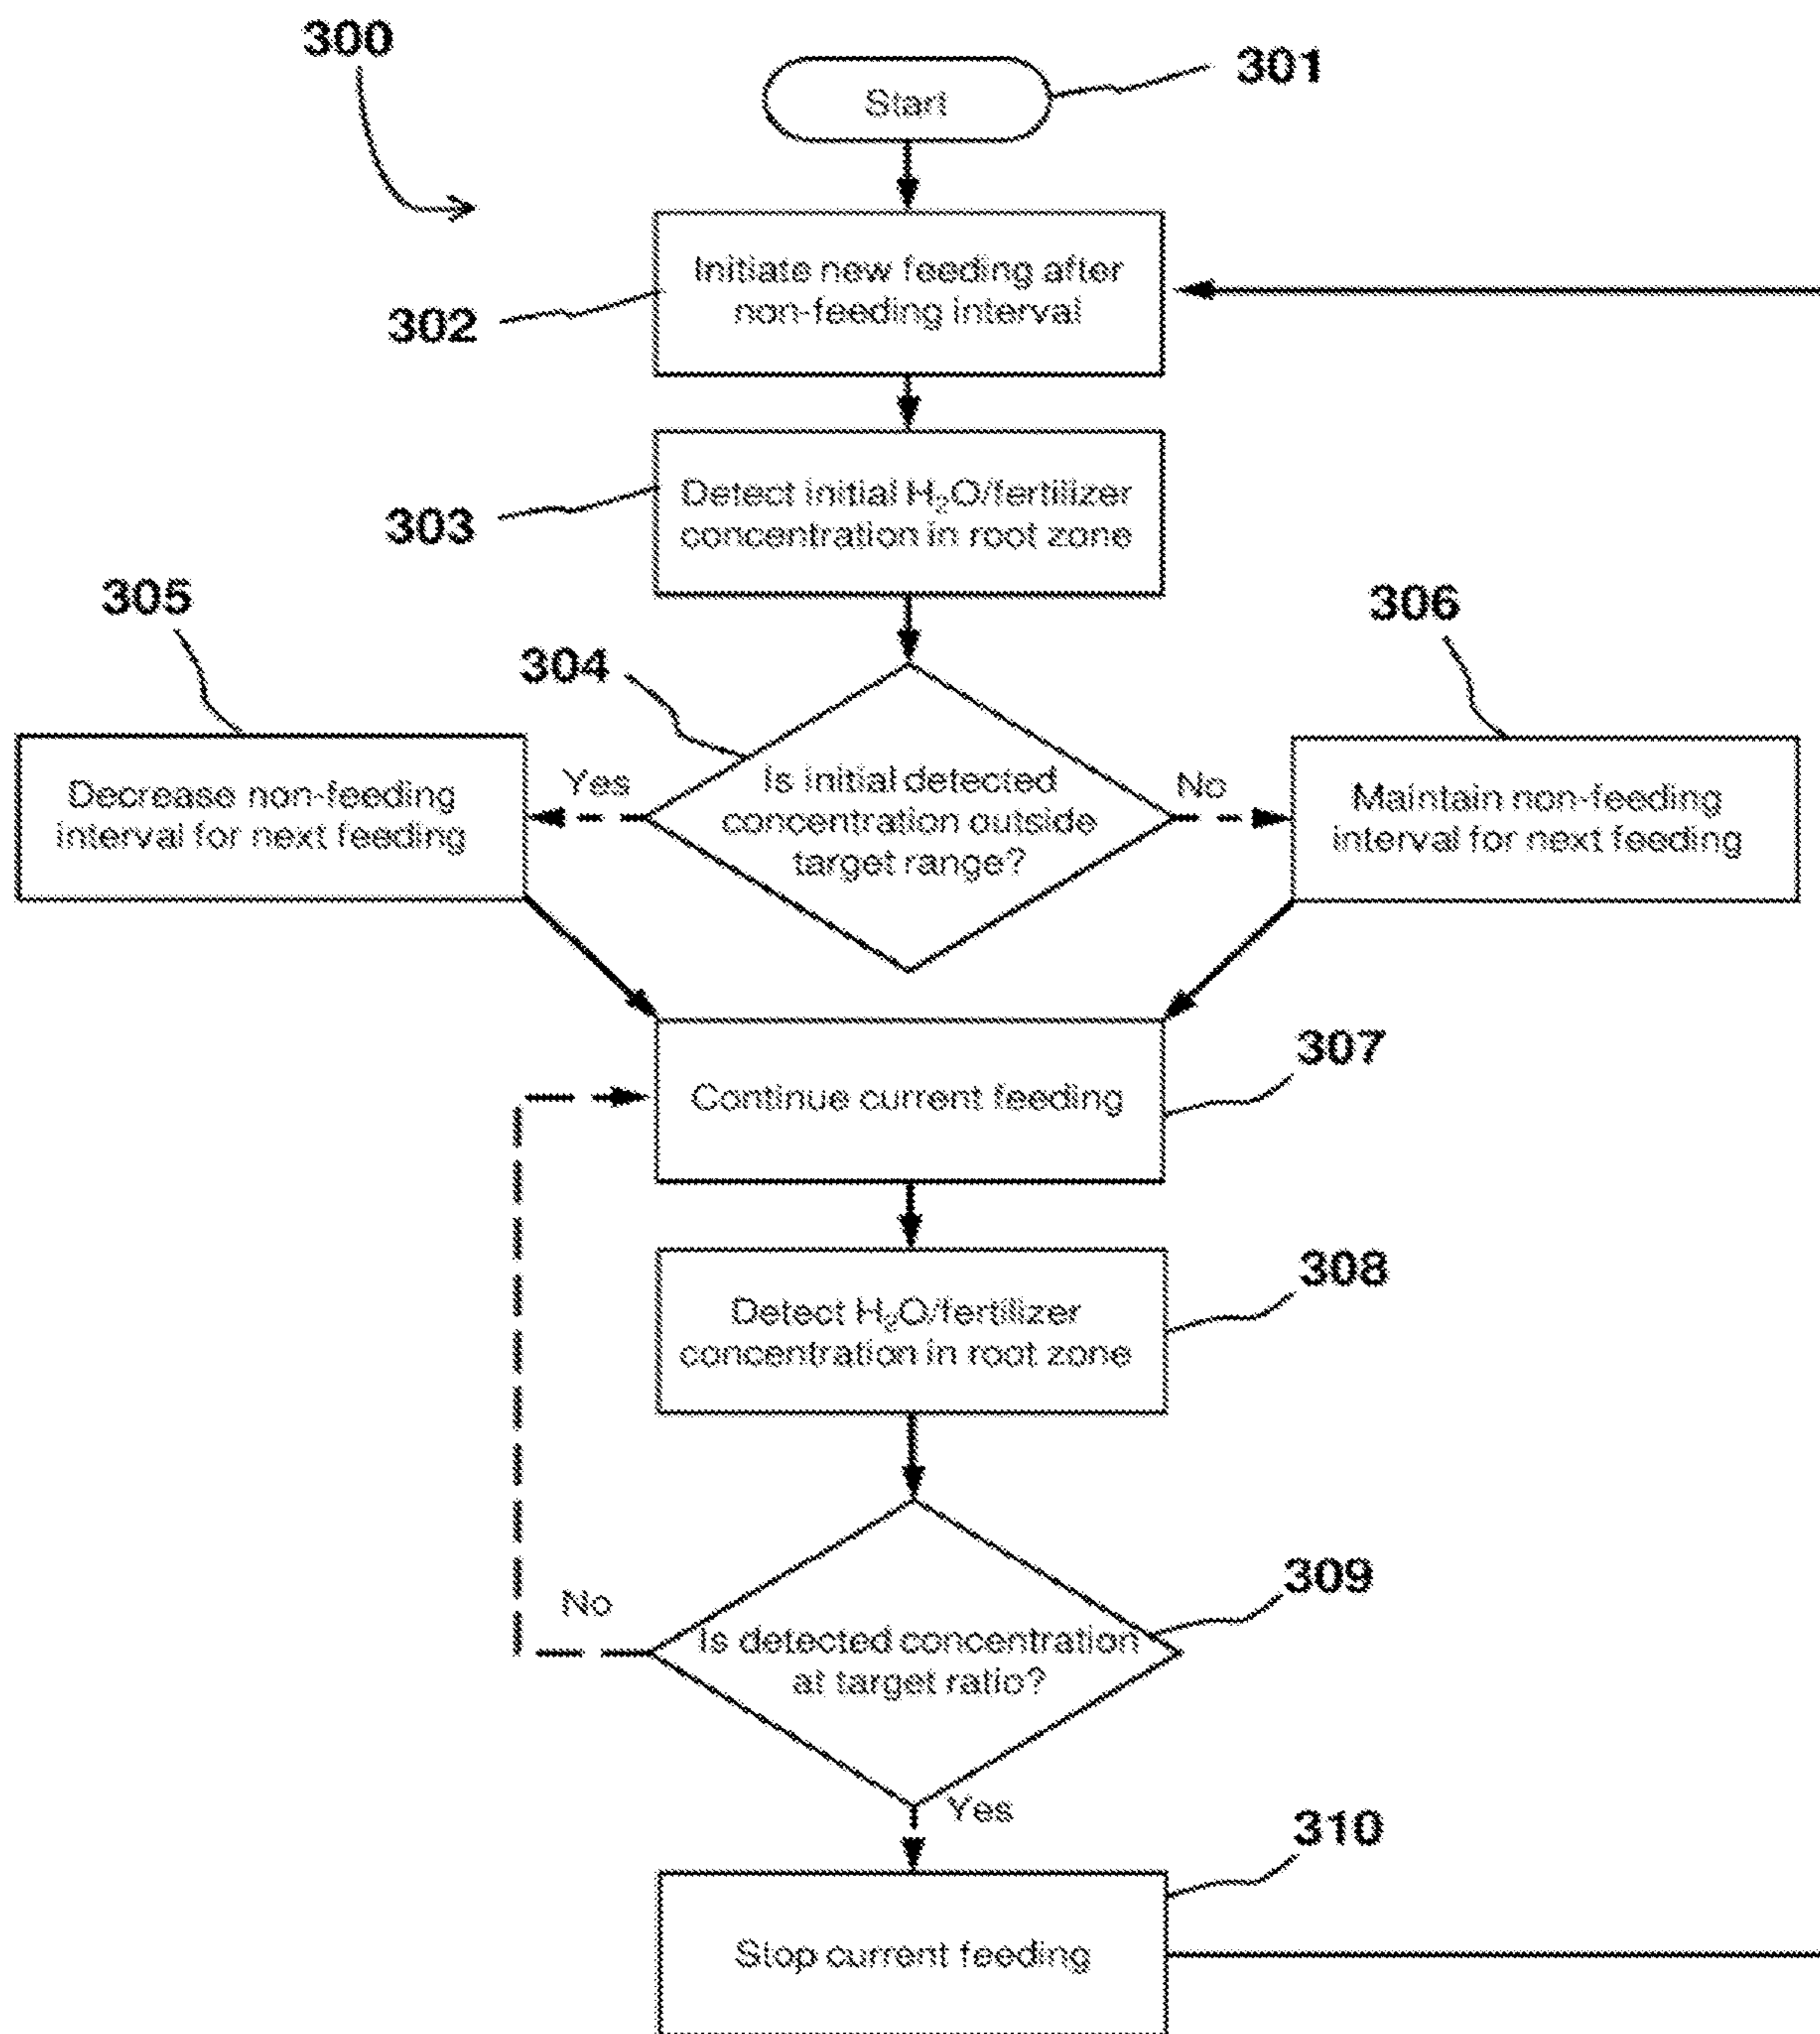 300
301
Start
Initiate new feeding after
non-feeding interval
302
Detect initial H₂O/fertilizer
concentration in root zone
303
305
306
304
Decrease non-feeding
interval for next feeding
Yes
Is initial detected
concentration outside
target range?
No
Maintain non-feeding
interval for next feeding
307
Continue current feeding
308
Detect H₂O/fertilizer
concentration in root zone
309
No
Is detected concentration
at target ratio?
Yes
310
Stop current feeding